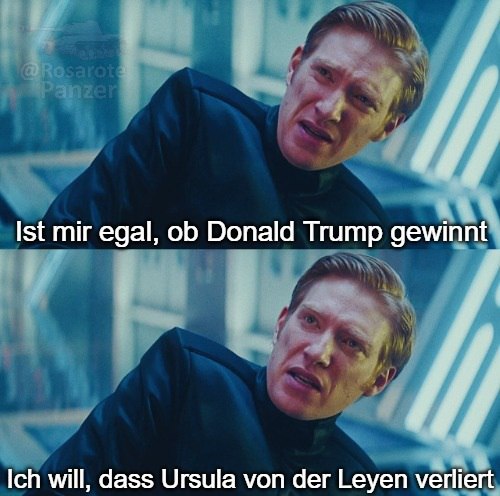 @Rosarote
Panzer
Ist mir egal, ob Donald Trump gewinnt
Ich will, dass Ursula von der Leyen verliert